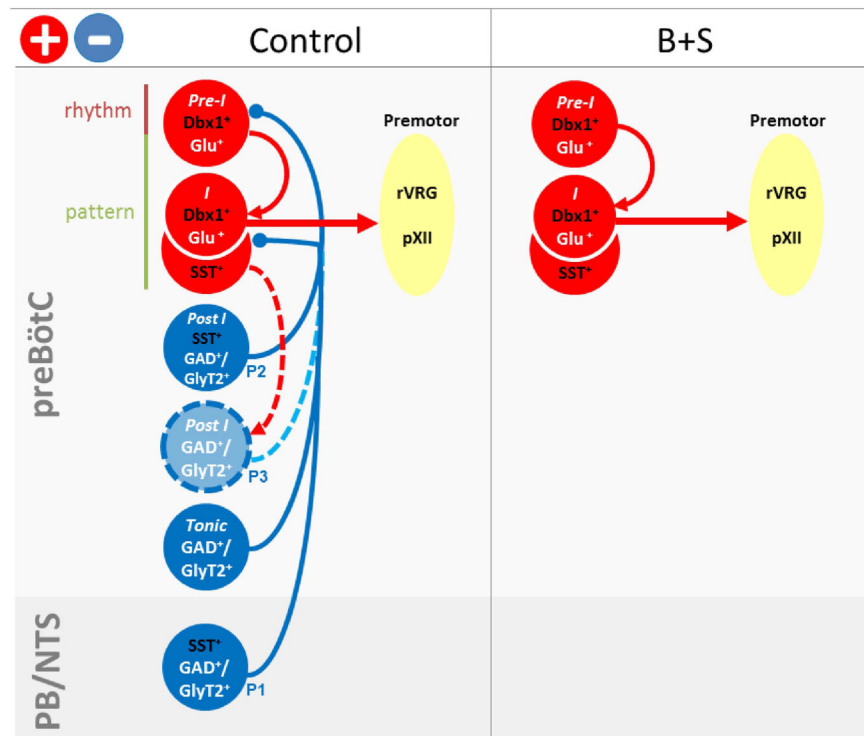 + - Control B+S
rhythm
pattern
preBötC
PB/NTS
Pre-I
Dbx1⁺
Glu⁺
I
Dbx1⁺
Glu⁺
SST⁺
Premotor
rVRG
pXII
Post I
SST⁺
GAD⁺/
GlyT2⁺
P2
Post I
GAD⁺/
GlyT2⁺
P3
Tonic
GAD⁺/
GlyT2⁺
SST⁺
GAD⁺/
GlyT2⁺
P1
Pre-I
Dbx1⁺
Glu⁺
I
Dbx1⁺
Glu⁺
SST⁺
Premotor
rVRG
pXII